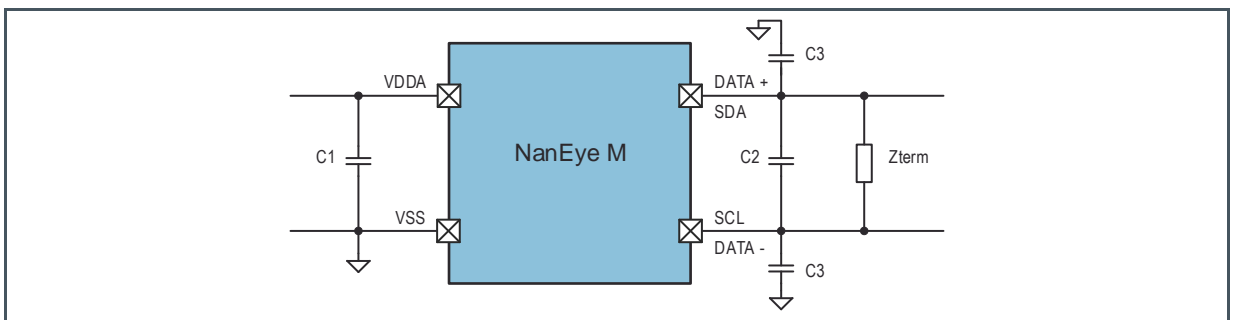 C3
VDDA
DATA +
SDA
C1
NanEye M
C2
Zterm
VSS
SCL
DATA -
C3